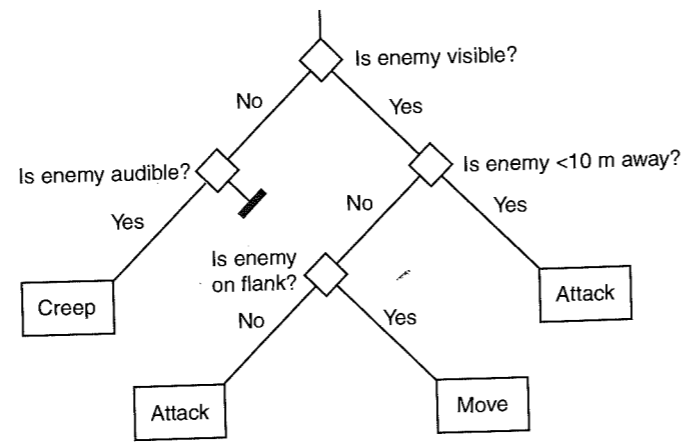 Is enemy visible?
No
Yes
Is enemy audible?
Is enemy <10 m away?
Yes
No
Yes
Is enemy
on flank?
Creep
Attack
No
Yes
Attack
Move